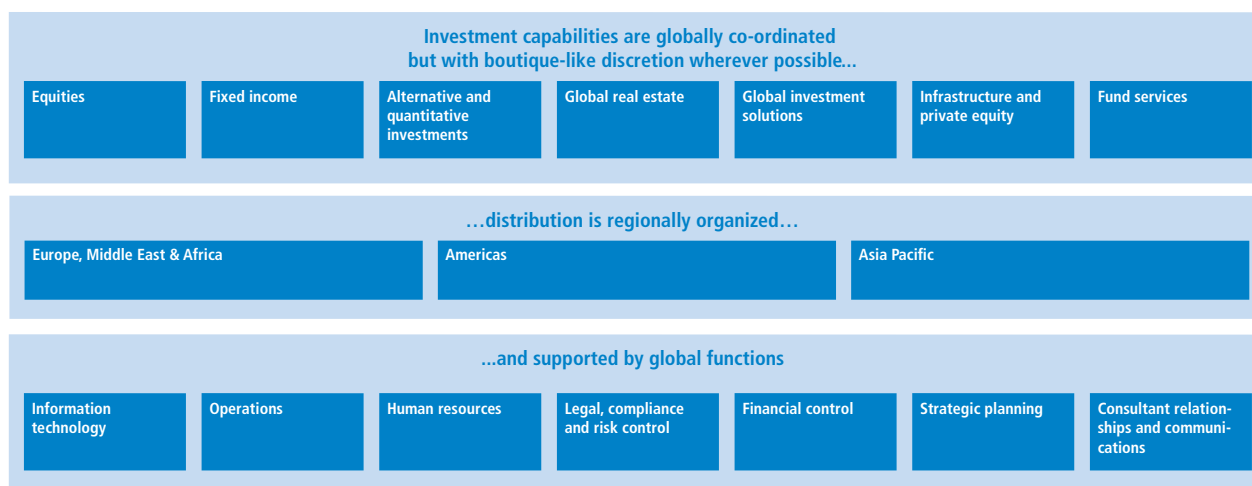 Investment capabilities are globally co-ordinated
but with boutique-like discretion wherever possible...
Equities
Fixed income
Alternative and
quantitative
investments
Global real estate
Global investment
solutions
Infrastructure and
private equity
Fund services
…distribution is regionally organized…
Europe, Middle East & Africa
Americas
Asia Pacific
...and supported by global functions
Information
technology
Operations
Human resources
Legal, compliance
and risk control
Financial control
Strategic planning
Consultant relation-
ships and communi-
cations